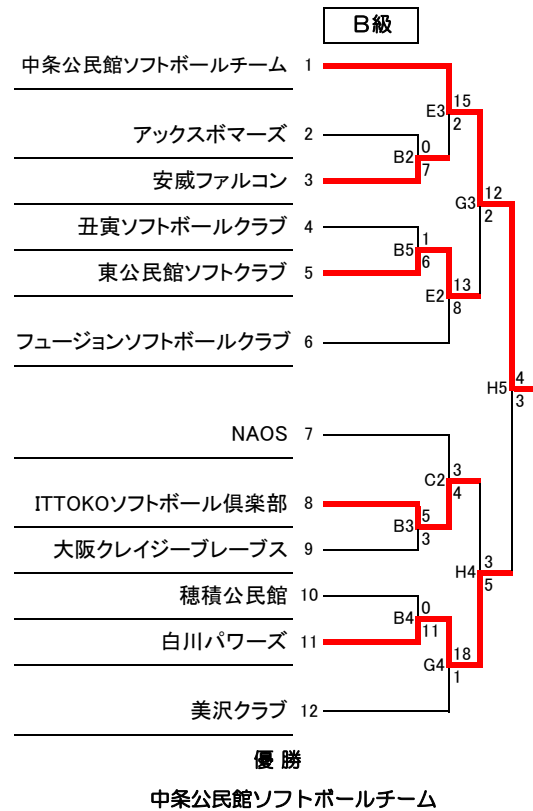 B級
中条公民館ソフトボールチーム 1
E3 15
2
アックスボマーズ 2
B2 0
7
安威ファルコン 3
G3 12
2
丑寅ソフトボールクラブ 4
B5 1
6
東公民館ソフトクラブ 5
E2 13
8
フュージョンソフトボールクラブ 6
H5 4
3
NAOS 7
C2 3
4
ITTOKOソフトボール倶楽部 8
B3 5
3
大阪クレイジーブレーブス 9
H4 3
5
穂積公民館 10
B4 0
11
白川パワーズ 11
G4 18
1
美沢クラブ 12
優 勝
中条公民館ソフトボールチーム